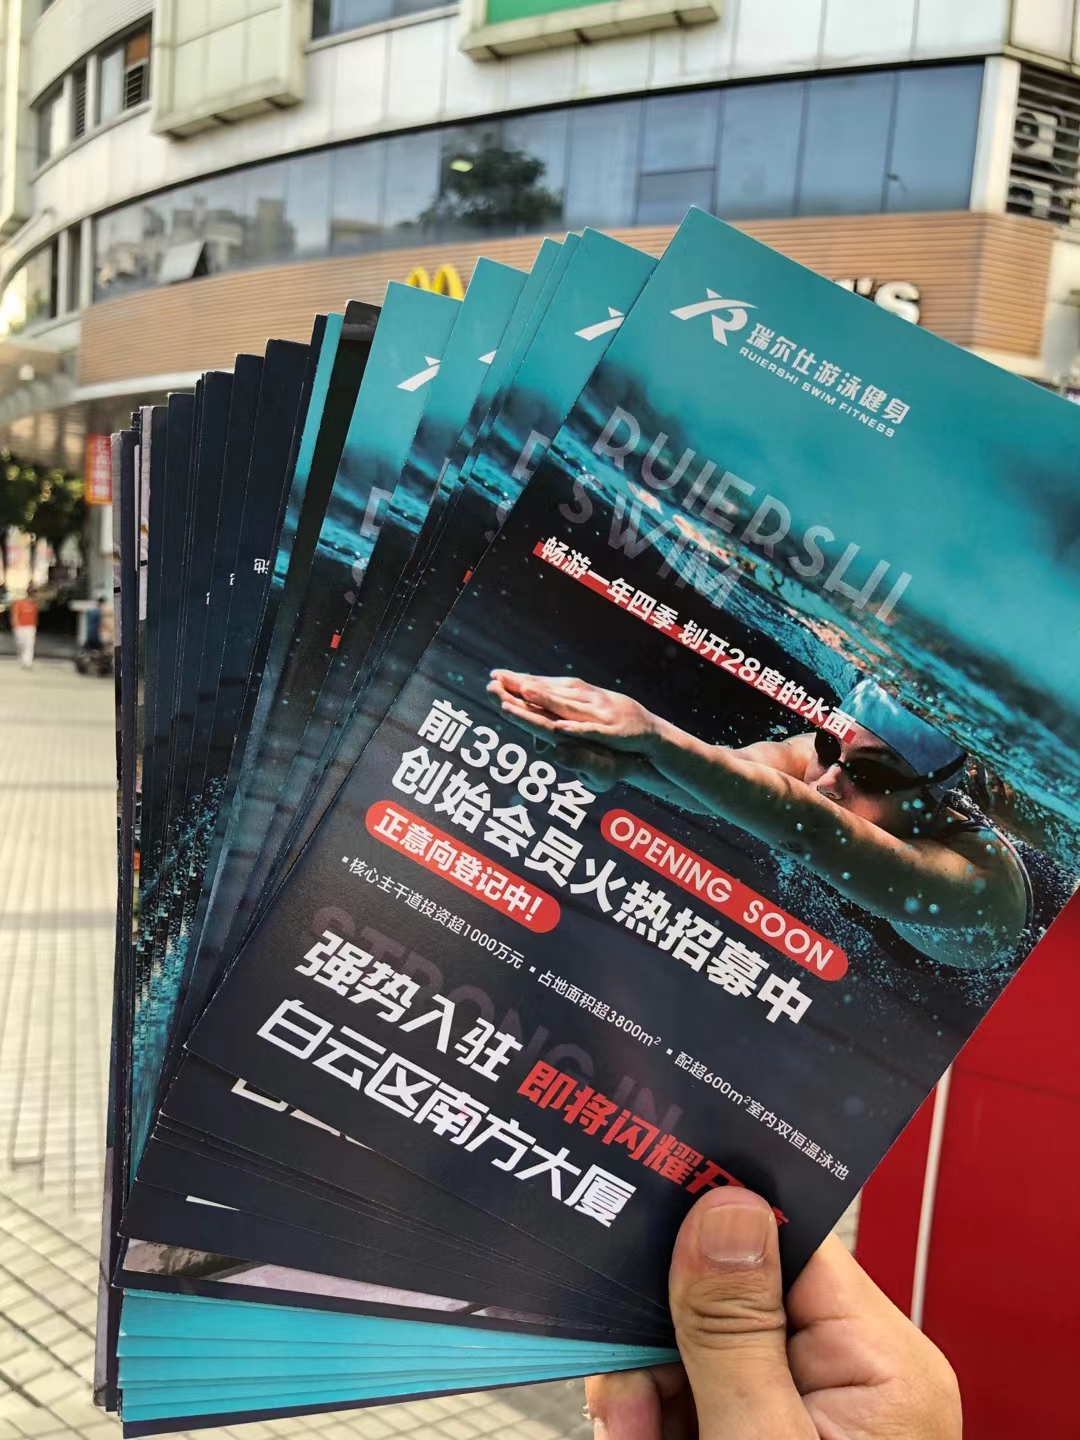 瑞尔仕游泳健身
RUIERSHI SWIM FITNESS
RUIERSHI
SWIM
畅游一年四季 划开28度的水面
前398名
创始会员火热招募中
OPENING SOON
正意向登记中!
▪核心主干道投资超1000万元 ▪占地面积超3800m² ▪配超600m²室内双恒温泳池
STRONG IN
强势入驻 即将闪耀开
白云区南方大厦
's